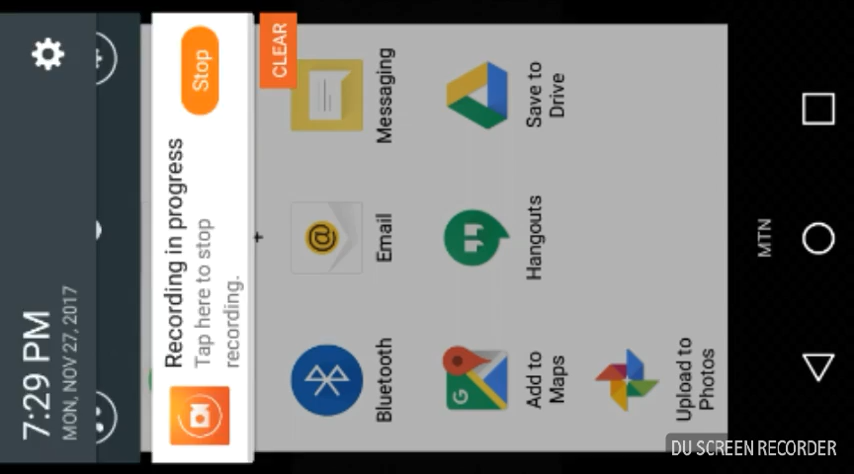 7:29 PM
MON, NOV 27, 2017
Recording in progress
Tap here to stop
recording.
Stop
CLEAR
Bluetooth
Email
Messaging
Add to
Maps
Hangouts
Save to
Drive
Upload to
Photos
MTN
DU SCREEN RECORDER